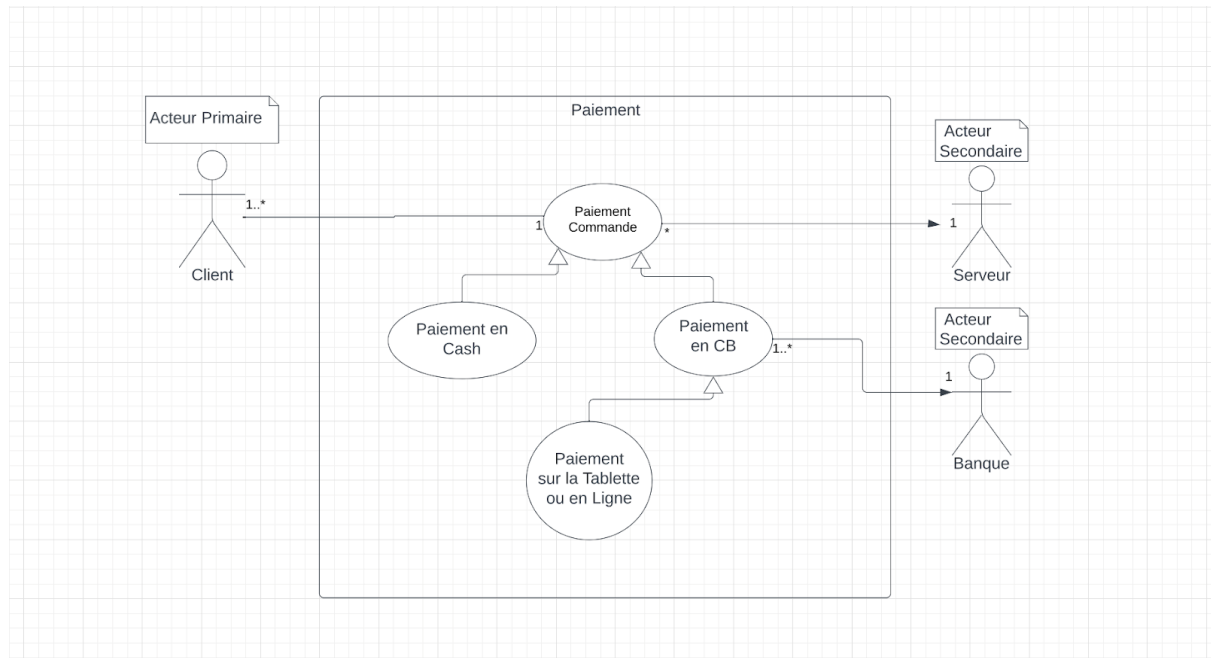 Paiement
Acteur Primaire
Acteur
Secondaire
1..*
Paiement
Commande
1
*
1
Client
Serveur
Acteur
Secondaire
Paiement en
Cash
Paiement
en CB
1..*
1
Banque
Paiement
sur la Tablette
ou en Ligne